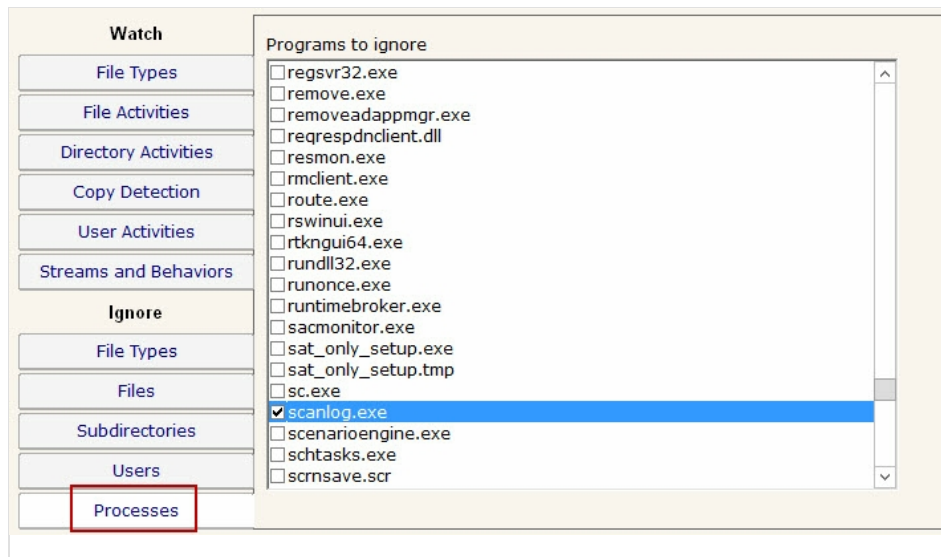 Watch
File Types
File Activities
Directory Activities
Copy Detection
User Activities
Streams and Behaviors
Ignore
File Types
Files
Subdirectories
Users
Processes
Programs to ignore
regsvr32.exe
remove.exe
removeadappmgr.exe
reqrespdnclient.dll
resmon.exe
rmclient.exe
route.exe
rswinui.exe
rtkngui64.exe
rundll32.exe
runonce.exe
runtimebroker.exe
sacmonitor.exe
sat_only_setup.exe
sat_only_setup.tmp
sc.exe
scanlog.exe
scenarioengine.exe
schtasks.exe
scrnsave.scr